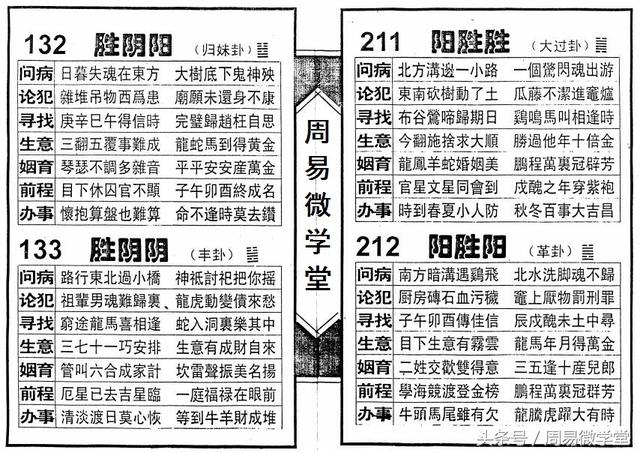 132 胜阴阳 (归妹卦)
问病 日暮失魂在東方 大樹底下鬼神殃
论犯 雜堆吊物西爲患 廟願未還身不康
寻找 庚辛巳午得信時 完璧歸趙枉自思
生意 三翻五覆事難成 龍蛇馬到得黄金
姻育 琴瑟不調多雜音 平平安安産萬金
前程 目下休囚官不顯 子午卯酉終成名
办事 懷抱算盤也難算 命不逢時莫去鑽
133 胜阴阴 (丰卦)
问病 路行東北過小橋 神祗討祀把你摇
论犯 祖輩男魂難歸裏、龍虎動變債來愁
寻找 窮途龍馬喜相逢 蛇入洞裏樂其中
生意 三七十一巧安排 生意有成財自來
姻育 管叫六合成家計 坎雷聲振美名揚
前程 厄星已去吉星臨 一庭福禄在眼前
办事 清淡渡日莫心恢 等到牛羊財成堆
周易微学堂
211 阳胜胜 (大过卦)
问病 北方溝邊一小路 一個驚閃魂出游
论犯 東南砍樹動了土 瓜藤不潔進竈爐
寻找 布谷鶯啼歸期日 鷄鳴馬叫相逢時
生意 今翻施捨求大順 勝過他年十倍金
姻育 龍鳳羊蛇婚姻美 鵬程萬裏冠辟芳
前程 官星文星同會到 戊醜之年穿紫袍
办事 時到春夏小人防 秋冬百事大吉昌
212 阳胜阳 (革卦)
问病 南方暗溝遇鷄飛 北水洗脚魂不歸
论犯 厨房磚石血污穢 竈上厭物罰刑罪
寻找 子午卯酉傳佳信 辰戌醜未土中尋
生意 目下生意有霧雲 龍馬年月得萬金
姻育 二姓交歡雙得意 三五逢十産兒郎
前程 學海競渡登金榜 鵬程萬裏冠群芳
办事 牛頭馬尾雖有欠 龍騰虎躍大有時
头条号 / 周易微学堂